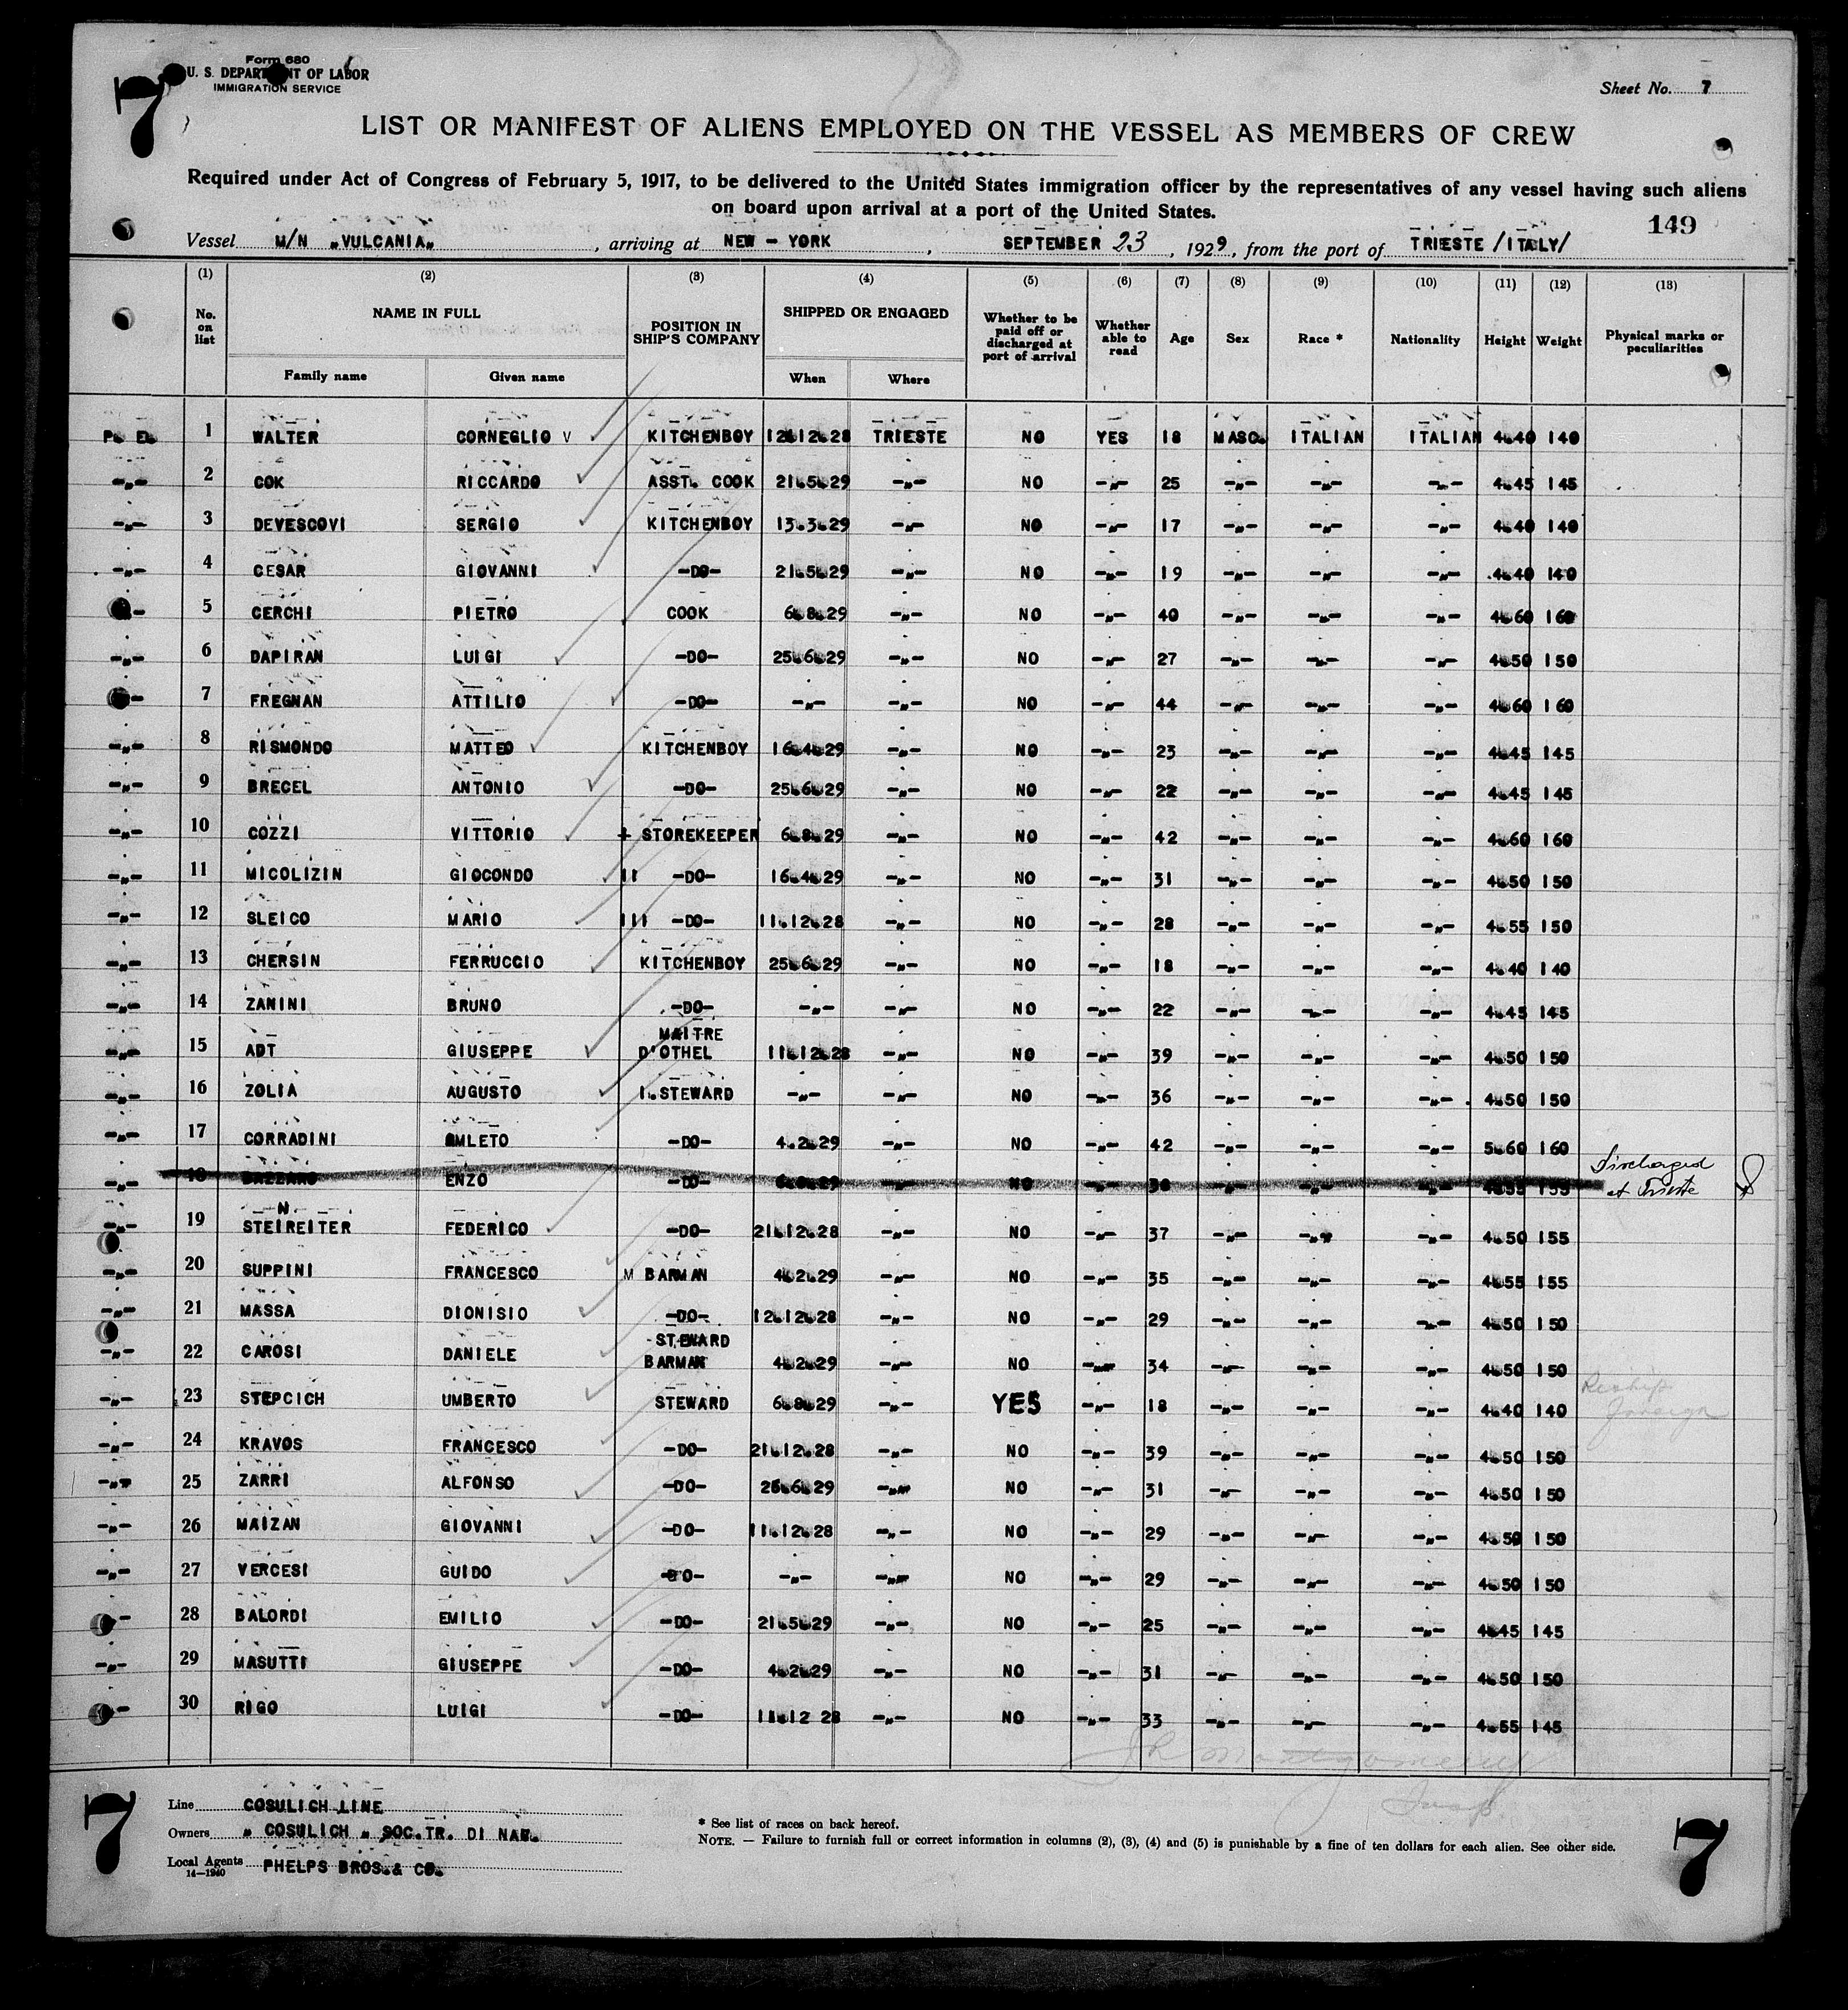 Form 680
U. S. DEPARTMENT OF LABOR
IMMIGRATION SERVICE
7
Sheet No. 7
LIST OR MANIFEST OF ALIENS EMPLOYED ON THE VESSEL AS MEMBERS OF CREW
Required under Act of Congress of February 5, 1917, to be delivered to the United States immigration officer by the representatives of any vessel having such aliens
on board upon arrival at a port of the United States.
149
Vessel M/N „VULCANIA„ , arriving at NEW – YORK , SEPTEMBER 23 , 1929, from the port of TRIESTE /ITALY/
(1) (2) (3) (4) (5) (6) (7) (8) (9) (10) (11) (12) (13)
No. on list NAME IN FULL Family name Given name POSITION IN SHIP'S COMPANY SHIPPED OR ENGAGED When Where Whether to be paid off or discharged at port of arrival Whether able to read Age Sex Race * Nationality Height Weight Physical marks or peculiarities
P. E. 1 WALTER CORNEGLIO V KITCHENBOY 12.12.28 TRIESTE NO YES 18 MASC. ITALIAN ITALIAN 4.40 140
-„- 2 COK RICCARDO ASST. COOK 21.5.29 -„- NO -„- 25 -„- -„- -„- 4.45 145
-„- 3 DEVESCOVI SERGIO KITCHENBOY 13.3.29 -„- NO -„- 17 -„- -„- -„- 4.40 140
-„- 4 CESAR GIOVANNI -DO- 21.5.29 -„- NO -„- 19 -„- -„- -„- 4.40 140
- 5 CERCHI PIETRO COOK 6.8.29 -„- NO -„- 40 -„- -„- -„- 4.60 160
-„- 6 DAPIRAN LUIGI -DO- 25.6.29 -„- NO -„- 27 -„- -„- -„- 4.50 150
- 7 FREGNAN ATTILIO -DO- -„- -„- NO -„- 44 -„- -„- -„- 4.60 160
-„- 8 RISMONDO MATTEO KITCHENBOY 16.4.29 -„- NO -„- 23 -„- -„- -„- 4.45 145
-„- 9 BRECEL ANTONIO -DO- 25.6.29 -„- NO -„- 22 -„- -„- -„- 4.45 145
-„- 10 COZZI VITTORIO + STOREKEEPER 6.8.29 -„- NO -„- 42 -„- -„- -„- 4.60 160
-„- 11 MICOLIZIN GIOCONDO II -DO- 16.4.29 -„- NO -„- 31 -„- -„- -„- 4.50 150
-„- 12 SLEICO MARIO III -DO- 11.12.28 -„- NO -„- 28 -„- -„- -„- 4.55 150
-„- 13 CHERSIN FERRUCCIO KITCHENBOY 25.6.29 -„- NO -„- 18 -„- -„- -„- 4.40 140
-„- 14 ZANINI BRUNO -DO- -„- -„- NO -„- 22 -„- -„- -„- 4.45 145
-„- 15 ADT GIUSEPPE MAITRE D'OTHEL 11.12.28 -„- NO -„- 39 -„- -„- -„- 4.50 150
-„- 16 ZOLIA AUGUSTO I.STEWARD -„- -„- NO -„- 36 -„- -„- -„- 4.50 150
-„- 17 CORRADINI AMLETO -DO- 4.2.29 -„- NO -„- 42 -„- -„- -„- 5.60 160
-„- 18 ENZO -DO- 6.8.29 -„- NO -„- -„- -„- -„- 4.55 155 Discharged at Trieste
-„- 19 STEIREITER N FEDERICO -DO- 21.12.28 -„- NO -„- 37 -„- -„- -„- 4.50 155
-„- 20 SUPPINI FRANCESCO M BARMAN 4.2.29 -„- NO -„- 35 -„- -„- -„- 4.55 155
-„- 21 MASSA DIONISIO -DO- 12.12.28 -„- NO -„- 29 -„- -„- -„- 4.50 150
-„- 22 CAROSI DANIELE STEWARD BARMAN 4.2.29 -„- NO -„- 34 -„- -„- -„- 4.50 150
-„- 23 STEPCICH UMBERTO STEWARD 6.8.29 -„- YES -„- 18 -„- -„- -„- 4.40 140 Reship foreign
-„- 24 KRAVOS FRANCESCO -DO- 21.12.28 -„- NO -„- 39 -„- -„- -„- 4.50 150
-„- 25 ZARRI ALFONSO -DO- 26.6.29 -„- NO -„- 31 -„- -„- -„- 4.50 150
-„- 26 MAIZAN GIOVANNI -DO- 11.12.28 -„- NO -„- 29 -„- -„- -„- 4.50 150
-„- 27 VERCESI GUIDO -DO- -„- -„- NO -„- 29 -„- -„- -„- 4.50 150
- 28 BALORDI EMILIO -DO- 21.5.29 -„- NO -„- 25 -„- -„- -„- 4.45 145
-„- 29 MASUTTI GIUSEPPE -DO- 4.2.29 -„- NO -„- 31 -„- -„- -„- 4.50 150
- 30 RIGO LUIGI -DO- 11.12 28 -„- NO -„- 33 -„- -„- -„- 4.55 145
J R Montgomery
Insp.
7
Line COSULICH LINE
Owners „ COSULICH „ SOC.TR. DI NAV.
Local Agents PHELPS BROS.& CO.
14—1240
* See list of races on back hereof.
NOTE. — Failure to furnish full or correct information in columns (2), (3), (4) and (5) is punishable by a fine of ten dollars for each alien. See other side.
7